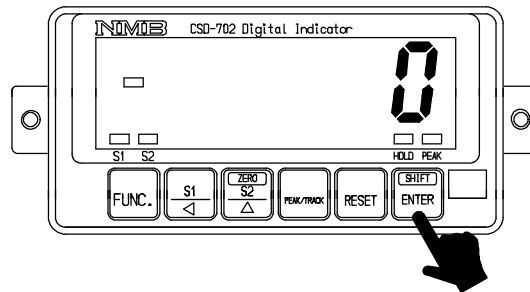 NMB CSD-702 Digital Indicator
0
S1 S2 HOLD PEAK
FUNC. S1 ZERO S2 PEAK/TRACK RESET SHIFT ENTER